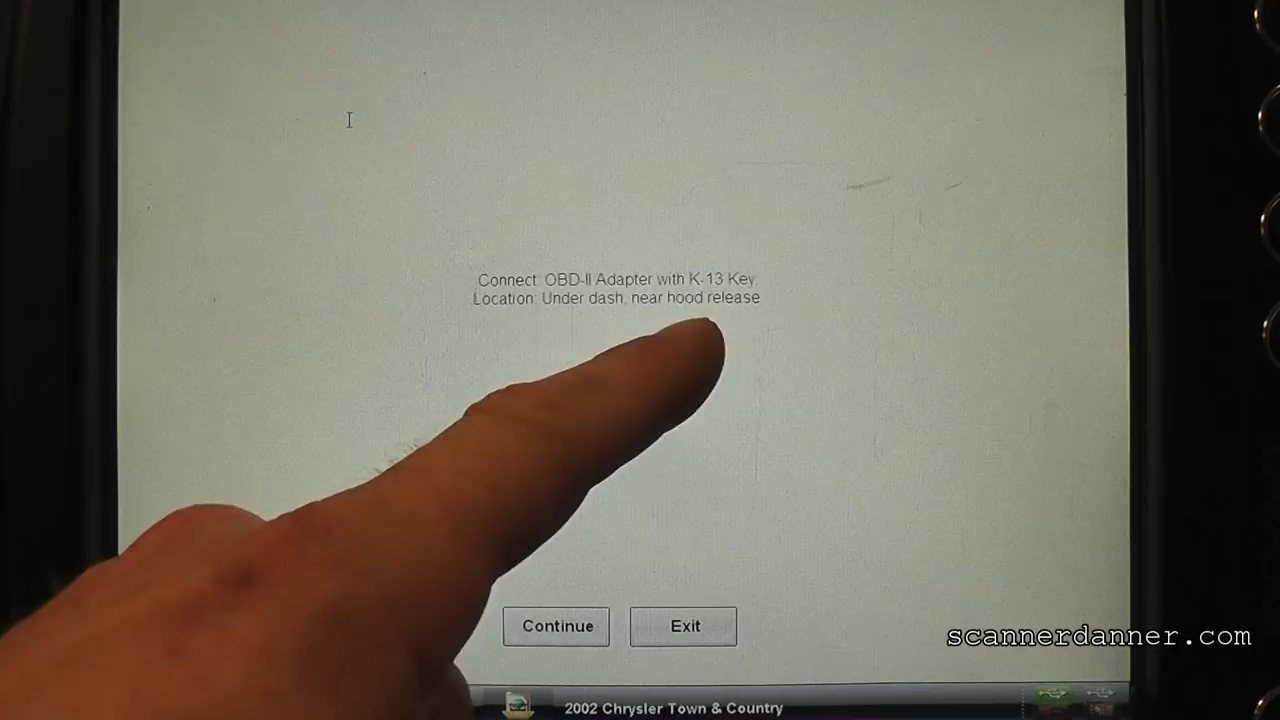 Connect: OBD-II Adapter with K-13 Key.
Location: Under dash, near hood release
Continue
Exit
scannerdanner.com
2002 Chrysler Town & Country